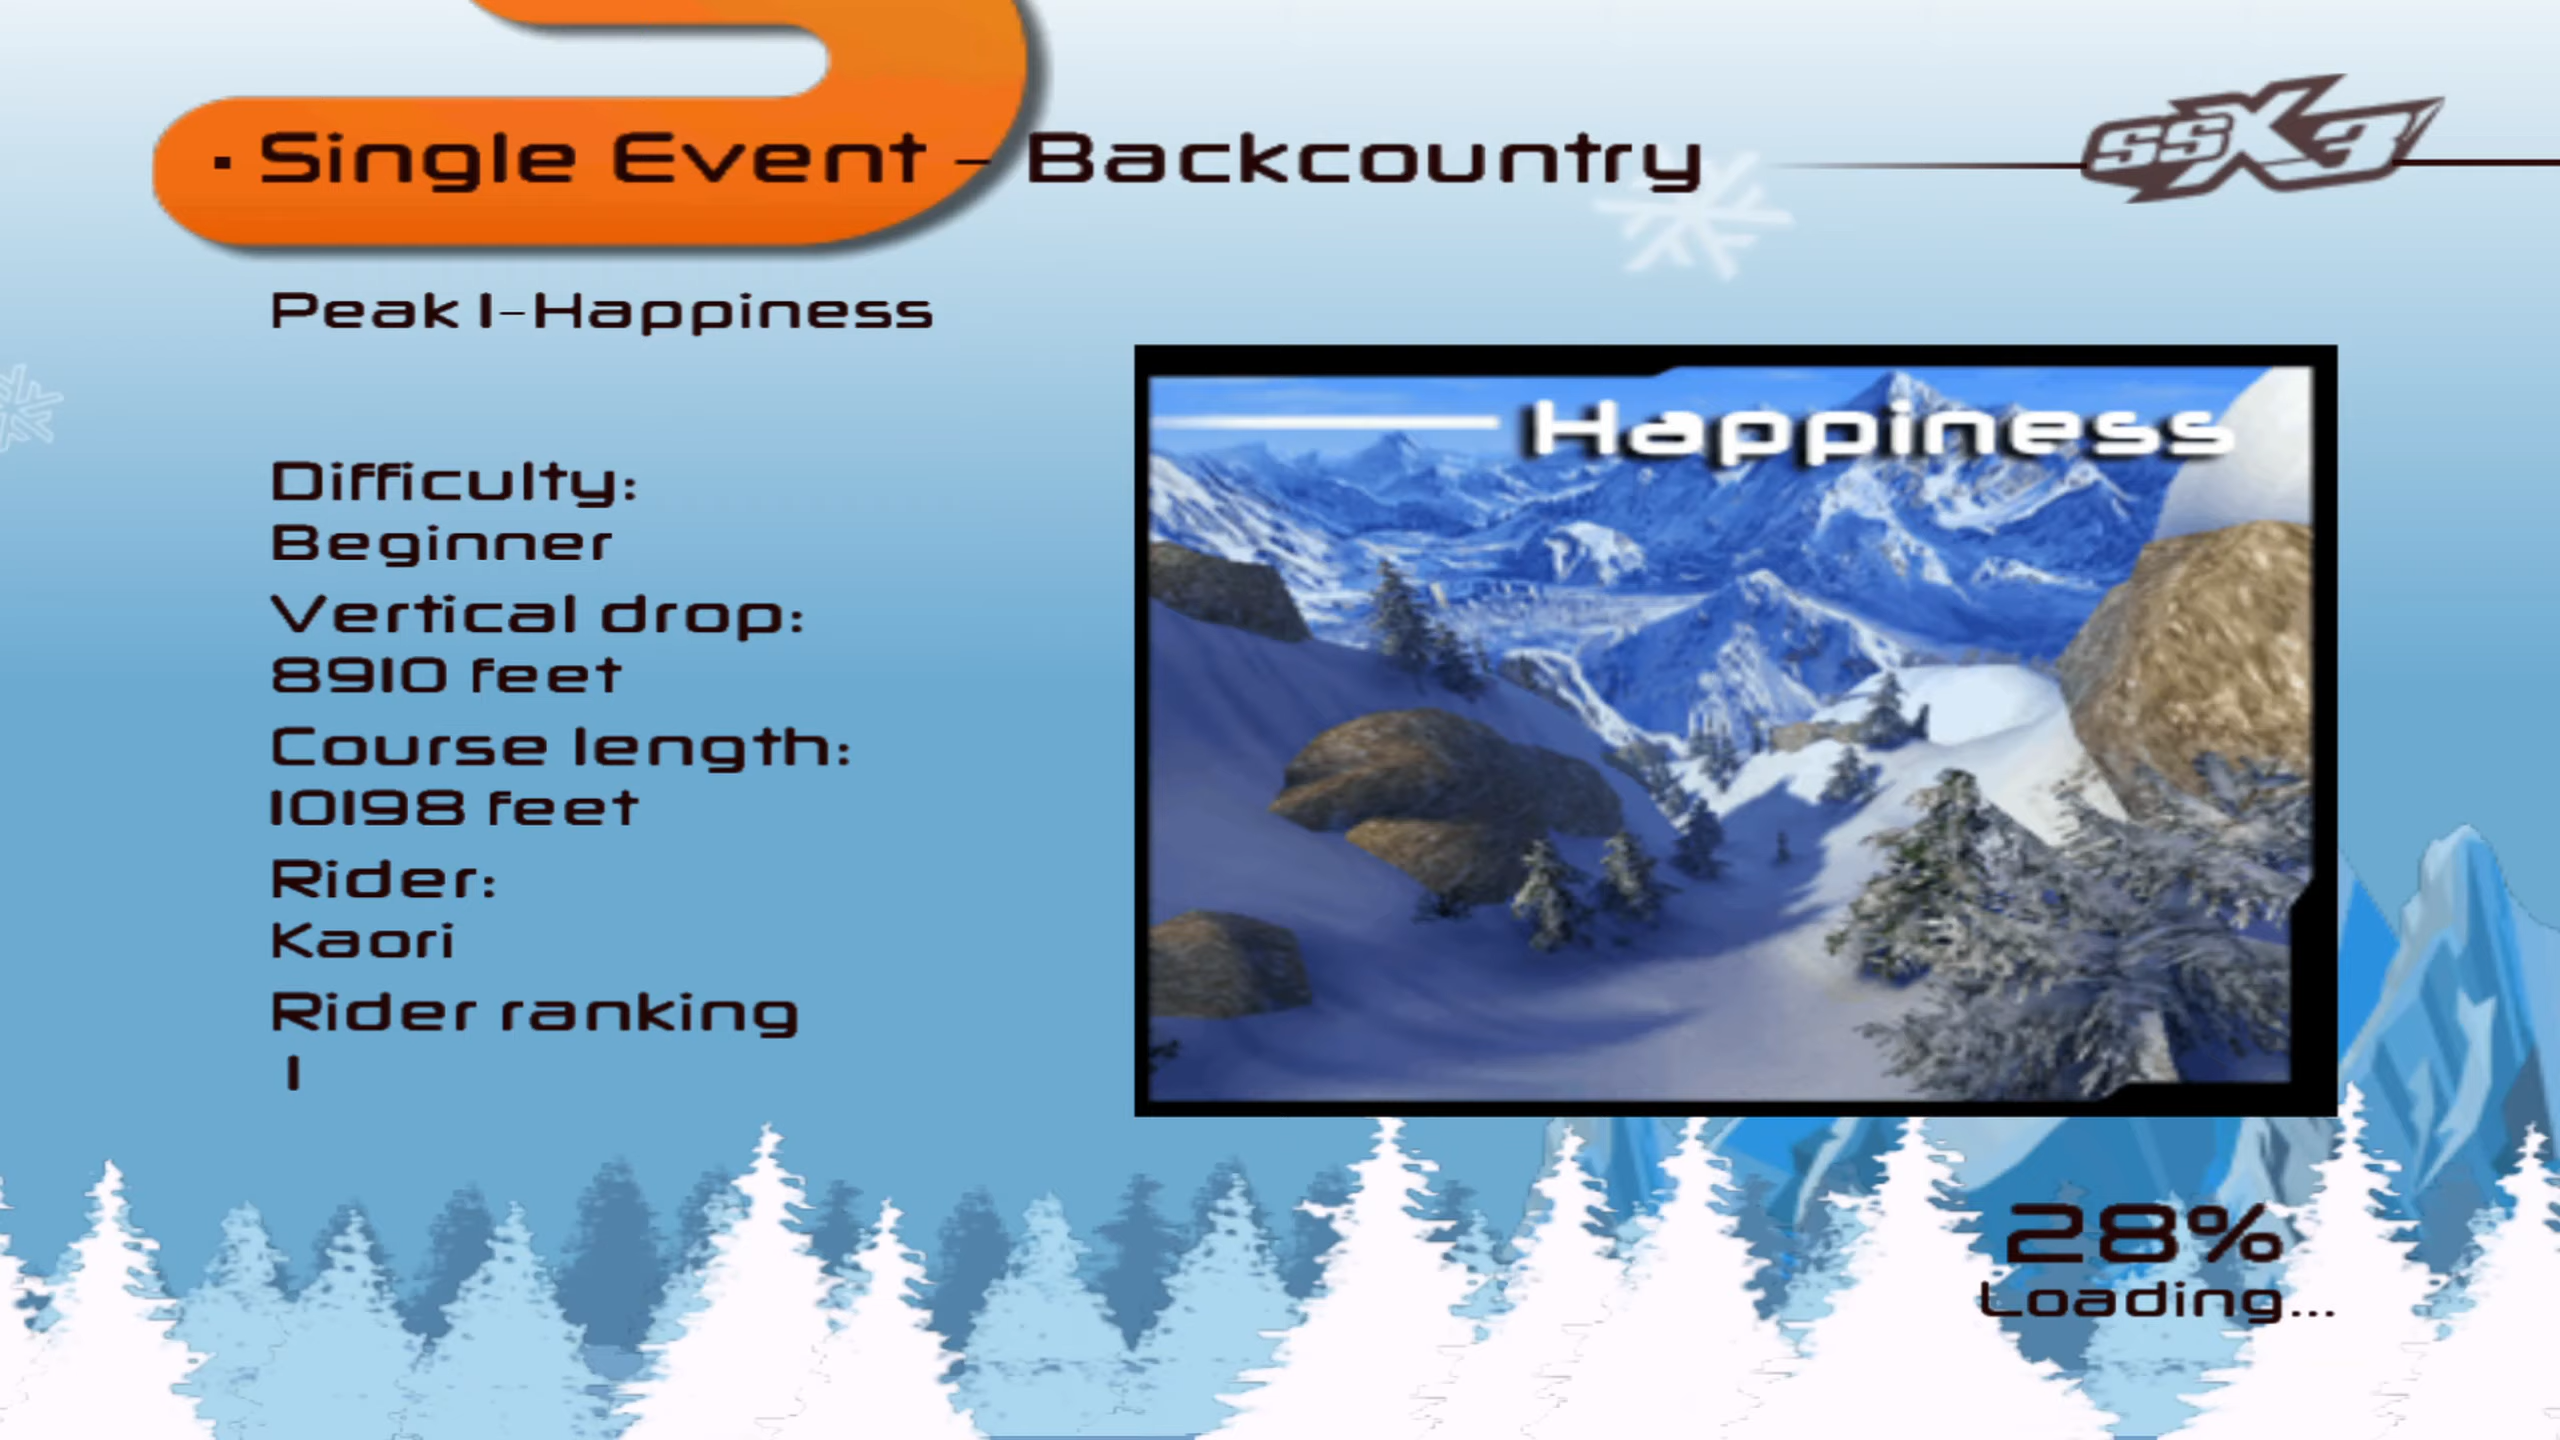 · Single Event - Backcountry
SSX3
Peak 1-Happiness
Happiness
Difficulty:
Beginner
Vertical drop:
8910 feet
Course length:
10198 feet
Rider:
Kaori
Rider ranking
1
28%
Loading...